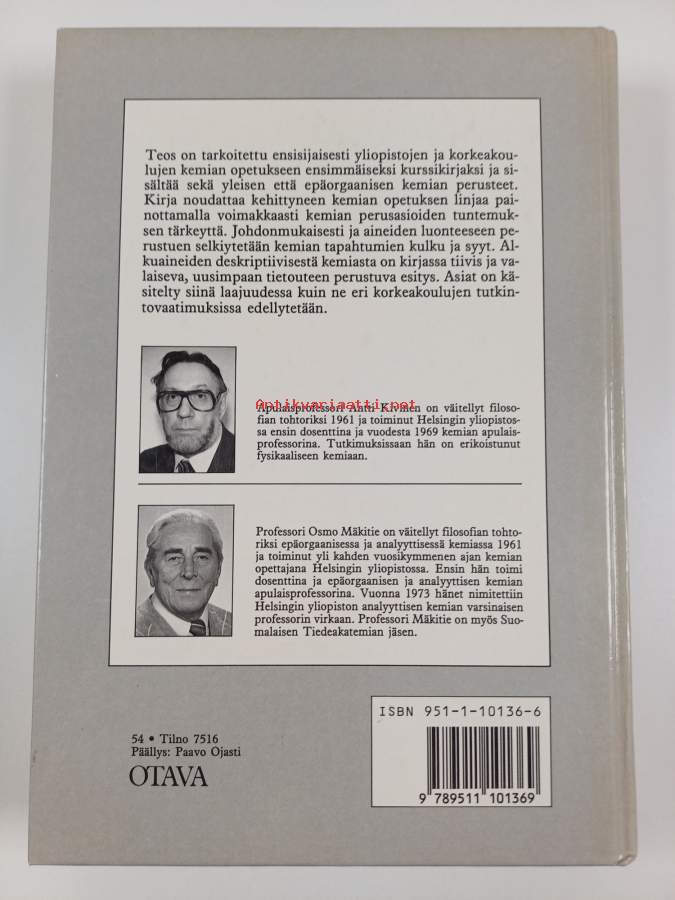 Teos on tarkoitettu ensisijaisesti yliopistojen ja korkeakou-
lujen kemian opetukseen ensimmäiseksi kurssikirjaksi ja si-
sältää sekä yleisen että epäorgaanisen kemian perusteet.
Kirja noudattaa kehittyneen kemian opetuksen linjaa pai-
nottamalla voimakkaasti kemian perusasioiden tuntemuk-
sen tärkeyttä. Johdonmukaisesti ja aineiden luonteeseen pe-
rustuen selkiytetään kemian tapahtumien kulku ja syyt. Al-
kuaineiden deskriptiivisestä kemiasta on kirjassa tiivis ja va-
laiseva, uusimpaan tietouteen perustuva esitys. Asiat on kä-
sitelty siinä laajuudessa kuin ne eri korkeakoulujen tutkin-
tovaatimuksissa edellytetään.
Antikvariaatti.net
Apulaisprofessori Antti Kivinen on väitellyt filoso-
fian tohtoriksi 1961 ja toiminut Helsingin yliopistos-
sa ensin dosenttina ja vuodesta 1969 kemian apulais-
professorina. Tutkimuksissaan hän on erikoistunut
fysikaaliseen kemiaan.
Professori Osmo Mäkitie on väitellyt filosofian tohto-
riksi epäorgaanisessa ja analyyttisessä kemiassa 1961
ja toiminut yli kahden vuosikymmenen ajan kemian
opettajana Helsingin yliopistossa. Ensin hän toimi
dosenttina ja epäorgaanisen ja analyyttisen kemian
apulaisprofessorina. Vuonna 1973 hänet nimitettiin
Helsingin yliopiston analyyttisen kemian varsinaisen
professorin virkaan. Professori Mäkitie on myös Suo-
malaisen Tiedeakatemian jäsen.
ISBN 951-1-10136-6
54 • Tilno 7516
Päällys: Paavo Ojasti
OTAVA
9 789511 101369